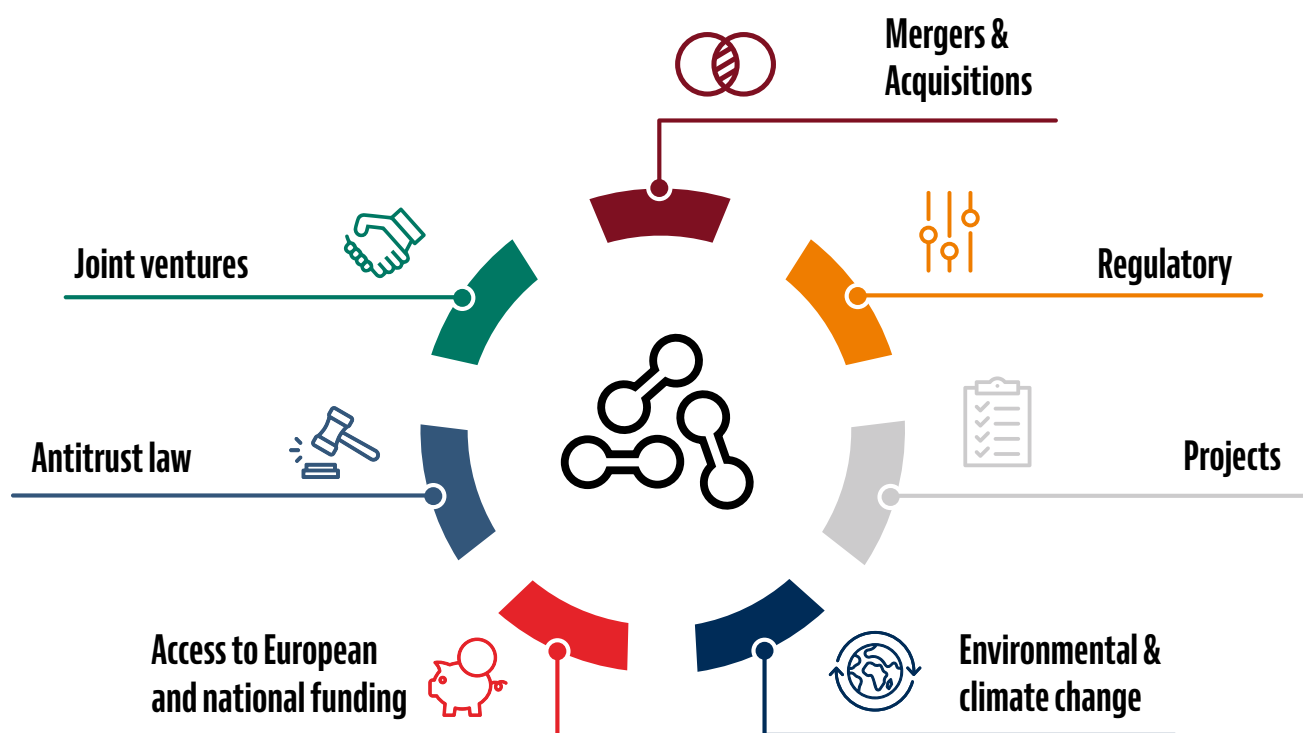 Mergers &
Acquisitions
Joint ventures
Regulatory
Antitrust law
Projects
Access to European
and national funding
Environmental &
climate change